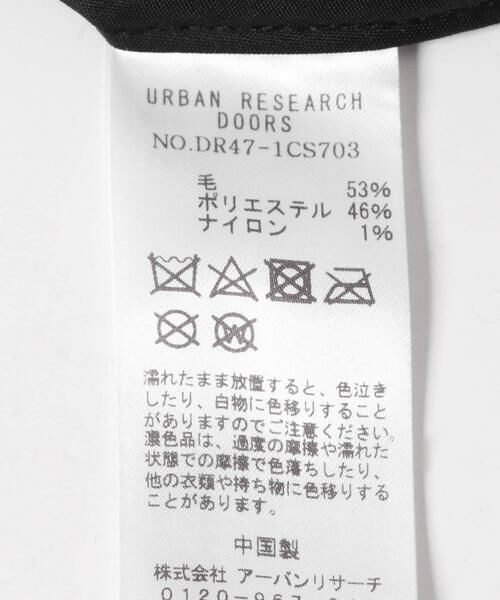 URBAN RESEARCH
DOORS
NO.DR47-1CS703
毛 53%
ポリエステル 46%
ナイロン 1%
W
濡れたまま放置すると、色泣き
したり、白物に色移りすること
がありますのでご注意ください。
濃色品は、過度の摩擦や濡れた
状態での摩擦で色落ちしたり、
他の衣類や持ち物に色移りする
ことがあります。
中国製
株式会社 アーバンリサーチ
0120-967-